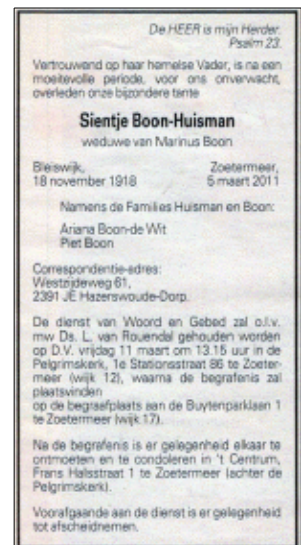 De HEER is mijn Herder.
Psalm 23.
Vertrouwend op haar hemelse Vader, is na een
moeitevolle periode, voor ons onverwacht,
overleden onze bijzondere tante
Sientje Boon-Huisman
weduwe van Marinus Boon
Bleiswijk, Zoetermeer,
18 november 1918 5 maart 2011
Namens de Families Huisman en Boon:
Ariana Boon-de Wit
Piet Boon
Correspondentie-adres:
Westzijdeweg 61,
2391 JE Hazerswoude-Dorp.
De dienst van Woord en Gebed zal o.l.v.
mw Ds. L. van Rouendal gehouden worden
op D.V. vrijdag 11 maart om 13.15 uur in de
Pelgrimskerk, 1e Stationsstraat 86 te Zoeter-
meer (wijk 12), waarna de begrafenis zal
plaatsvinden
op de begraafplaats aan de Buytenparklaan 1
te Zoetermeer (wijk 17).
Na de begrafenis is er gelegenheid elkaar te
ontmoeten en te condoleren in 't Centrum,
Frans Halsstraat 1 te Zoetermeer (achter de
Pelgrimskerk).
Voorafgaande aan de dienst is er gelegenheid
tot afscheidnemen.